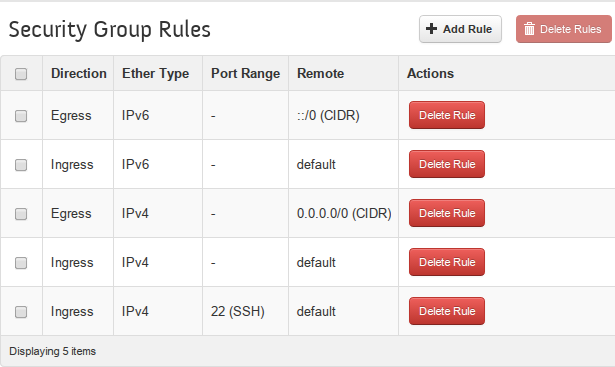 Security Group Rules
Add Rule Delete Rules
Direction Ether Type Port Range Remote Actions
Egress IPv6 - ::/0 (CIDR) Delete Rule
Ingress IPv6 - default Delete Rule
Egress IPv4 - 0.0.0.0/0 (CIDR) Delete Rule
Ingress IPv4 - default Delete Rule
Ingress IPv4 22 (SSH) default Delete Rule
Displaying 5 items